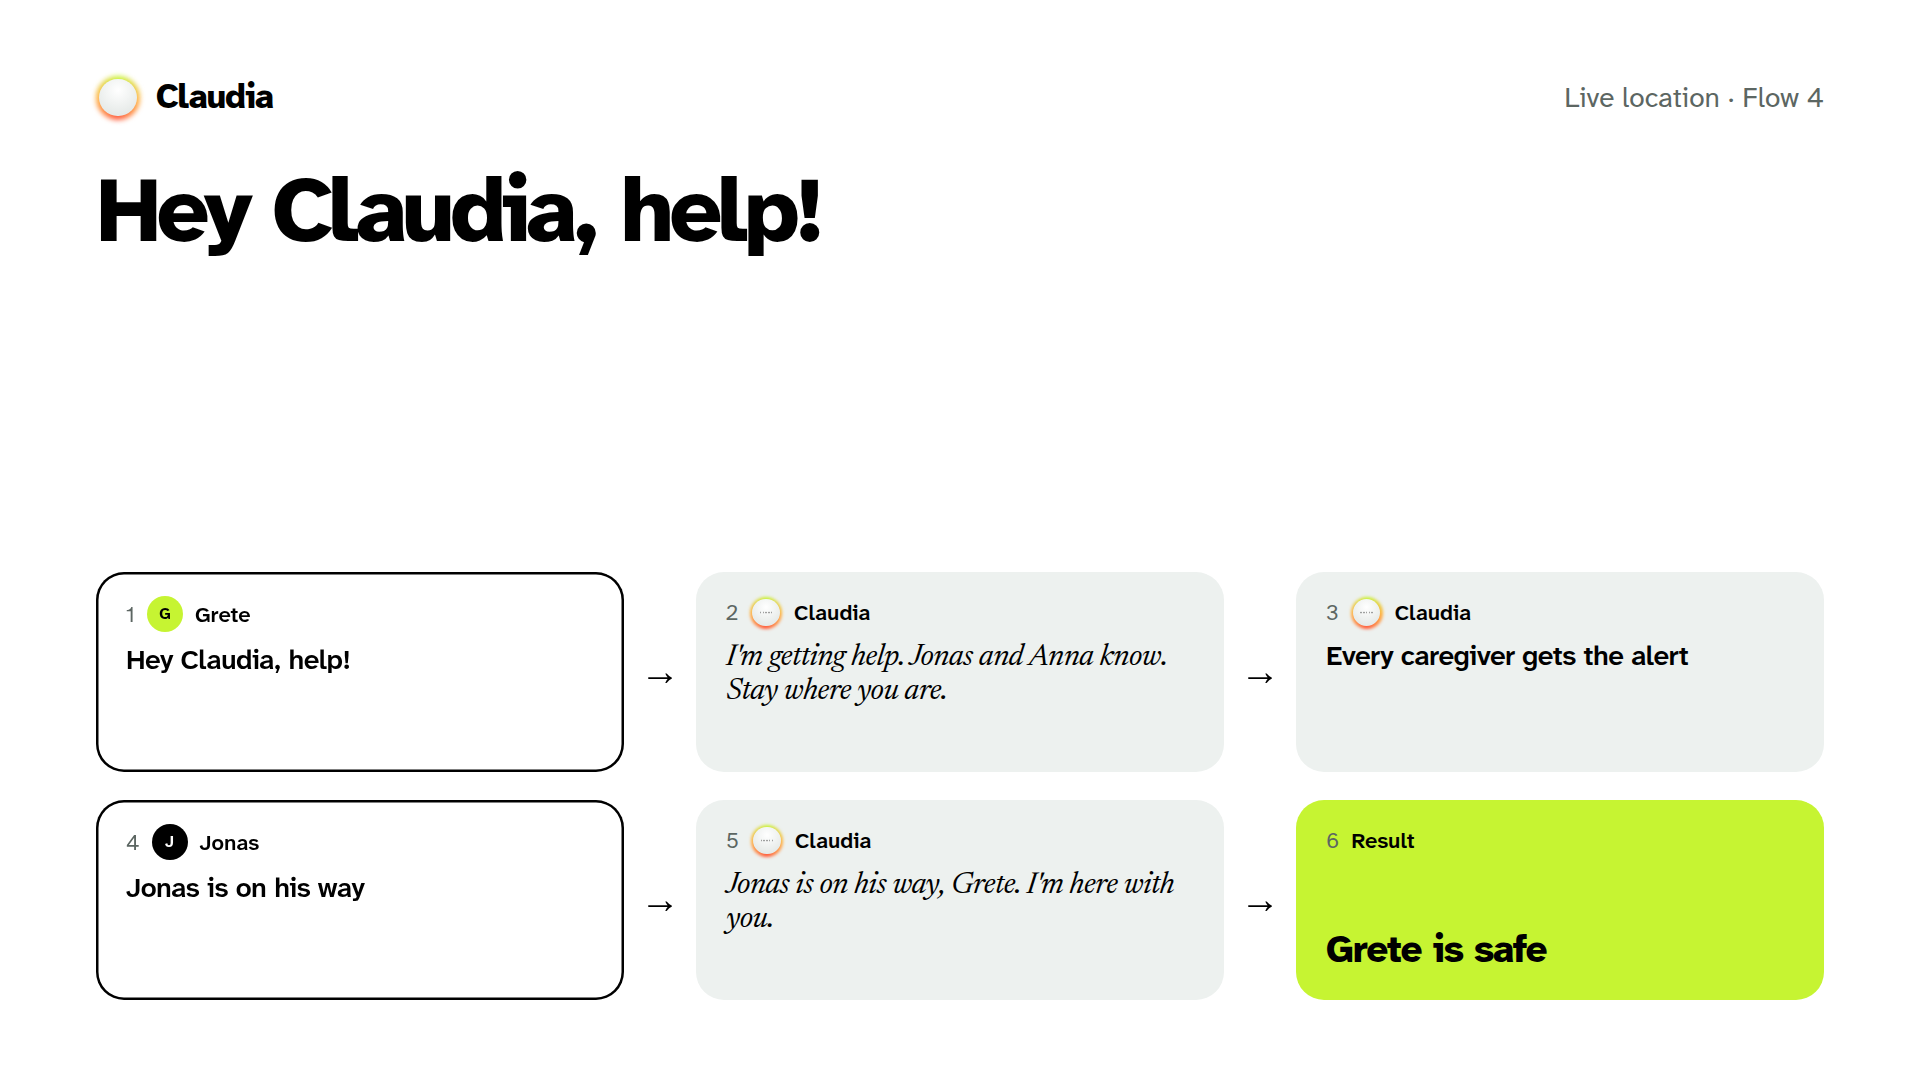 Claudia
Live location · Flow 4
Hey Claudia, help!
1 G Grete
Hey Claudia, help!
→
2 Claudia
I'm getting help. Jonas and Anna know.
Stay where you are.
→
3 Claudia
Every caregiver gets the alert
4 J Jonas
Jonas is on his way
→
5 Claudia
Jonas is on his way, Grete. I'm here with
you.
→
6 Result
Grete is safe